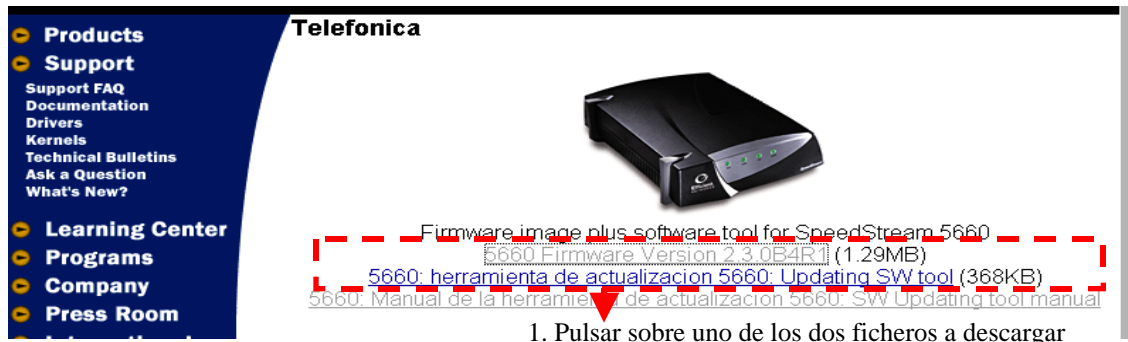 Products
Support
Support FAQ
Documentation
Drivers
Kernels
Technical Bulletins
Ask a Question
What's New?
Learning Center
Programs
Company
Press Room
Telefonica
Efficient
Firmware image plus software tool for SpeedStream 5660
5660 Firmware Version 2.3.0B4R1 (1.29MB)
5660: herramienta de actualizacion 5660: Updating SW tool (368KB)
5660: Manual de la herramienta de actualizacion 5660: SW Updating tool manual
1. Pulsar sobre uno de los dos ficheros a descargar